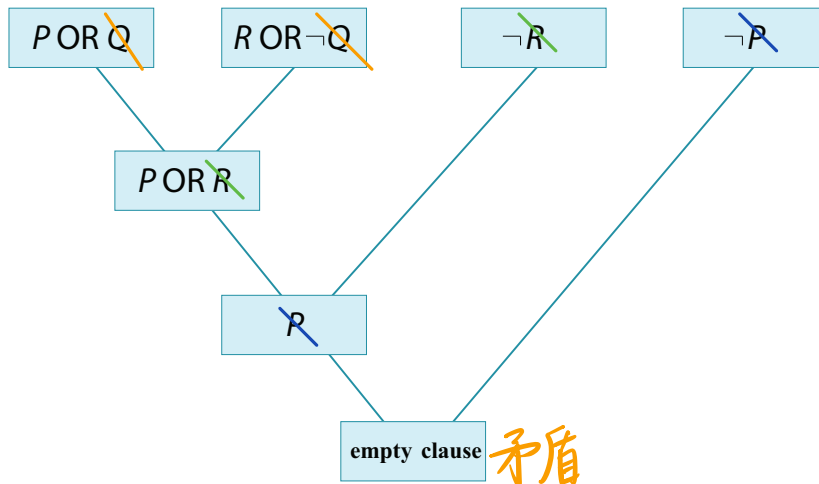 P OR Q
R OR ¬Q
¬R
¬P
P OR R
P
empty clause 矛盾